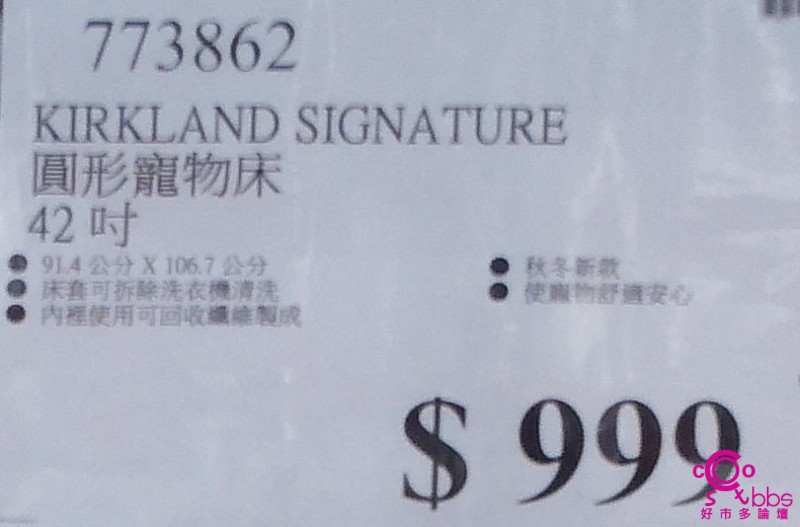 773862
KIRKLAND SIGNATURE
圓形寵物床
42 吋
● 91.4 公分 X 106.7 公分
● 床套可拆除洗衣機清洗
● 內裡使用可回收纖維製成
● 秋冬新款
● 使寵物舒適安心
$ 999
costbbs
好市多論壇